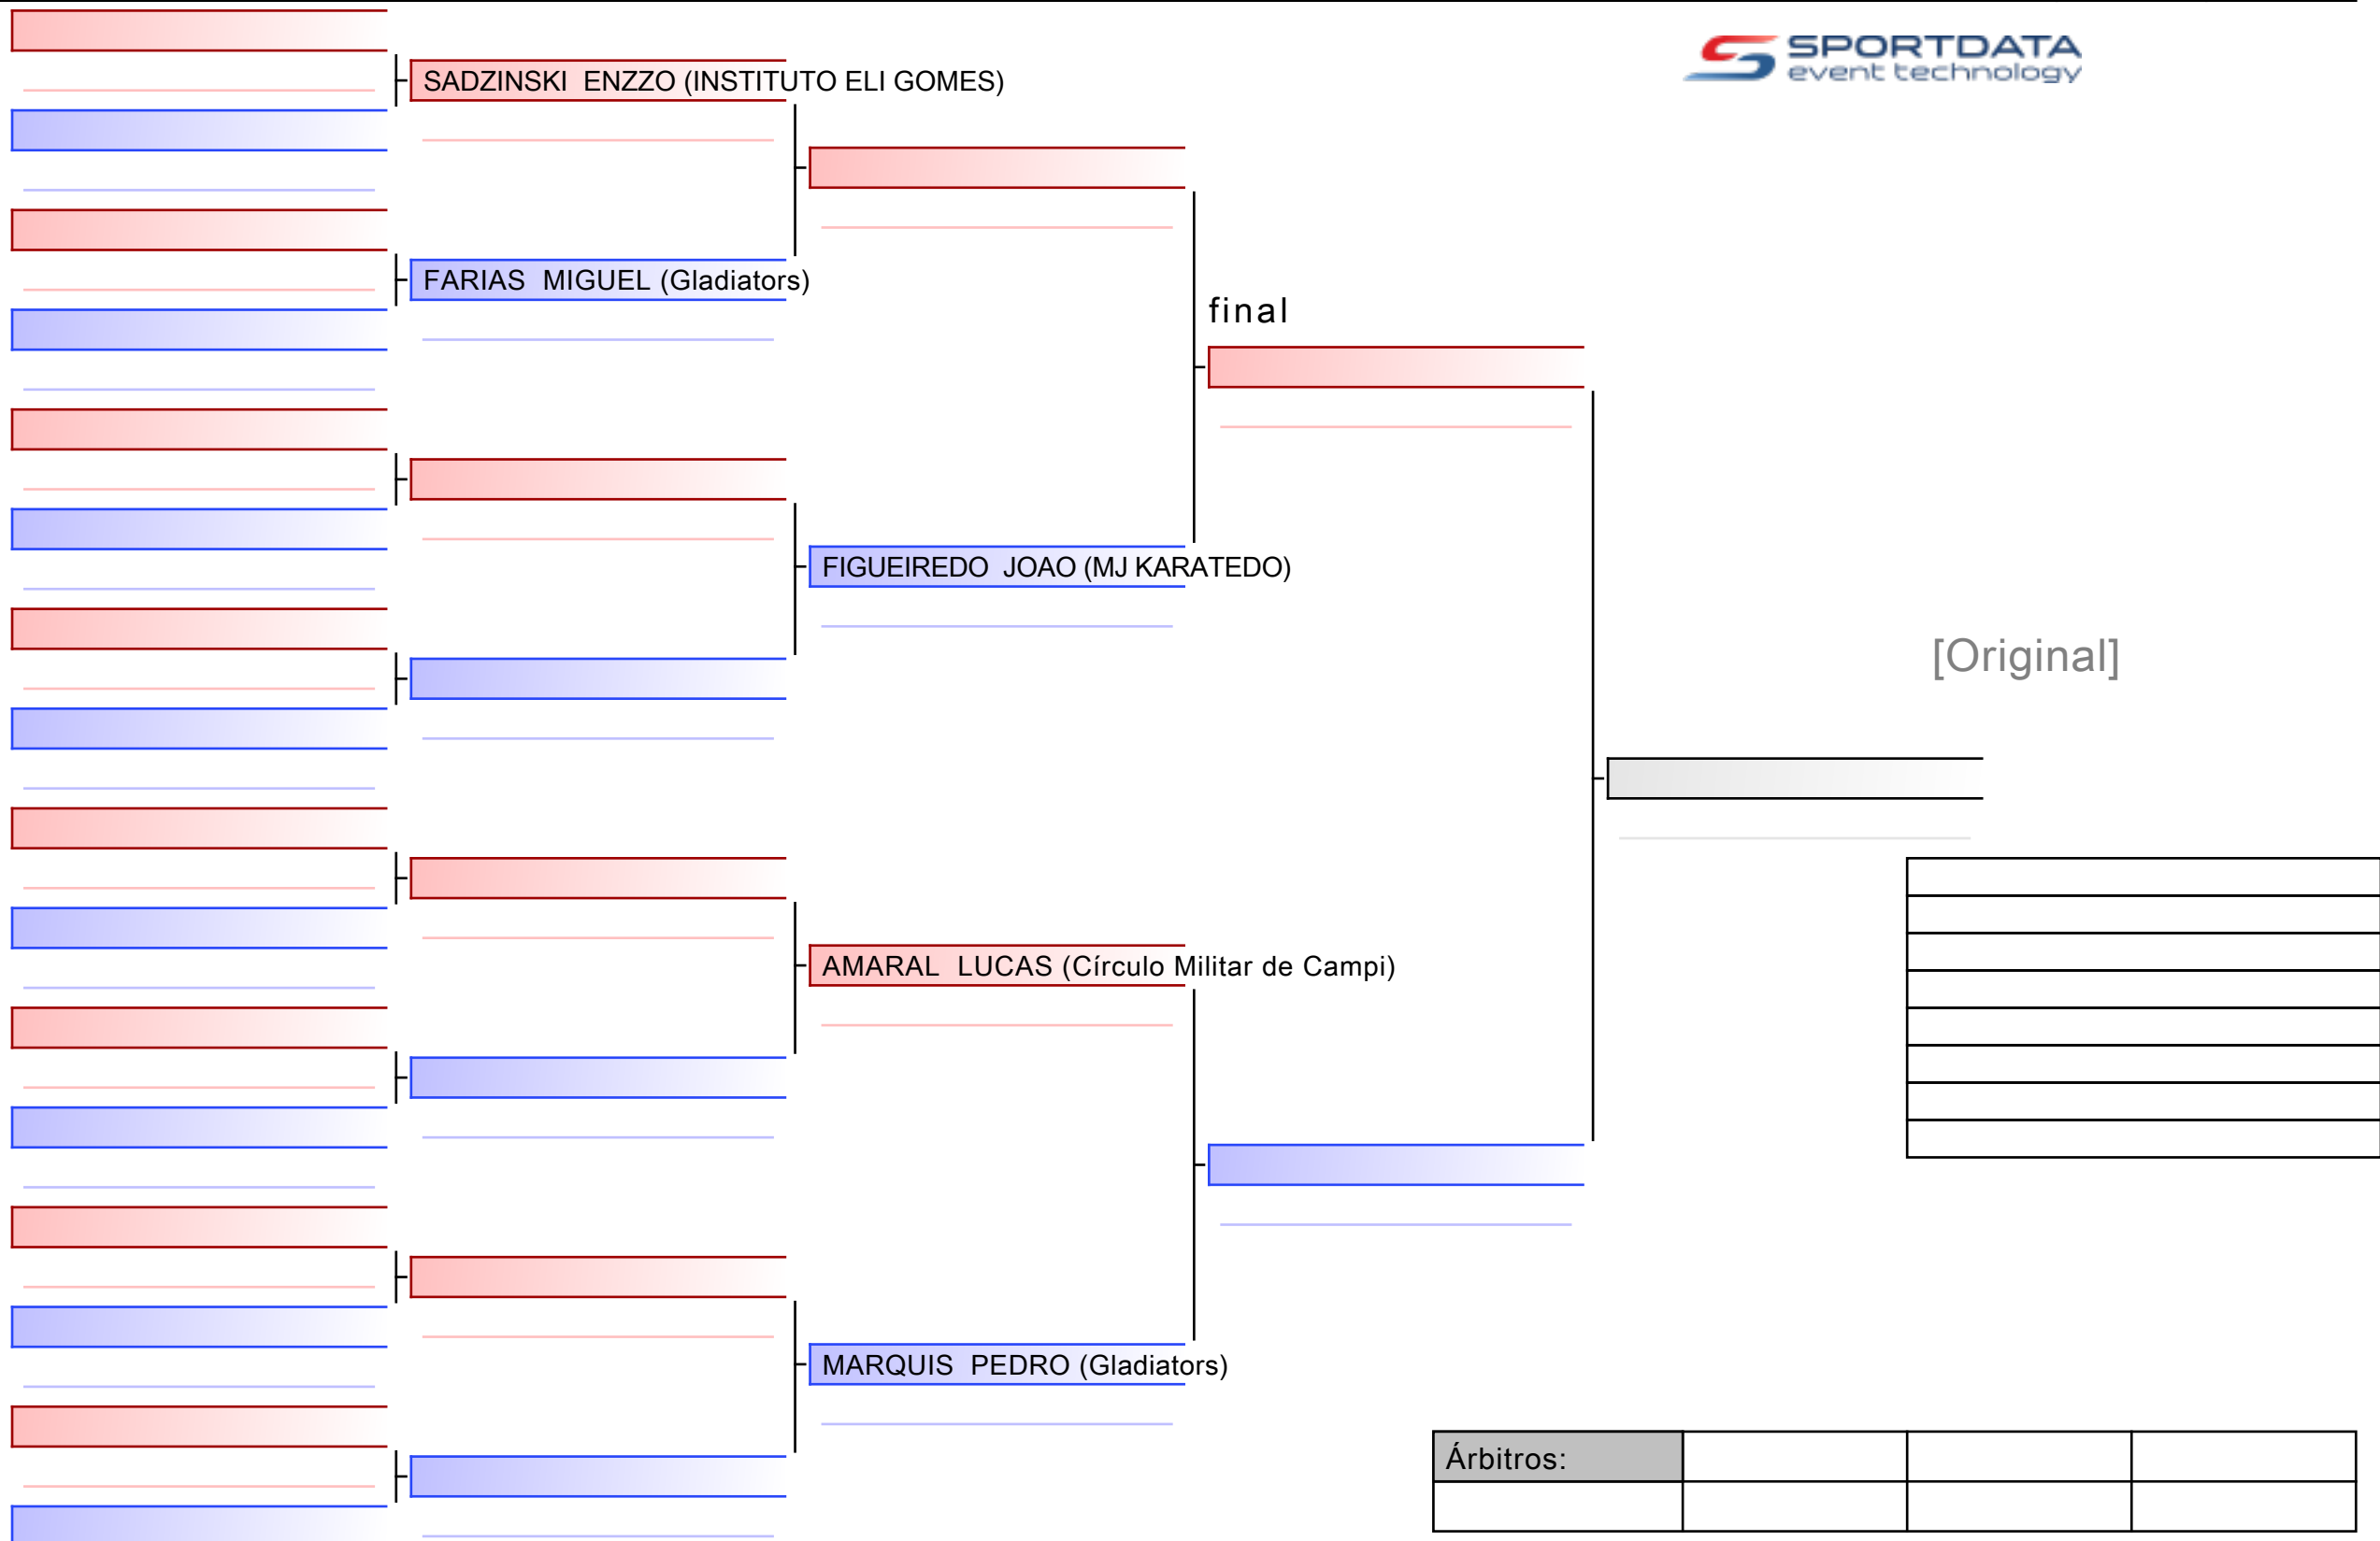 SPORTDATA
event technology
SADZINSKI ENZZO (INSTITUTO ELI GOMES)
FARIAS MIGUEL (Gladiators)
final
FIGUEIREDO JOAO (MJ KARATEDO)
[Original]
AMARAL LUCAS (Círculo Militar de Campi)
MARQUIS PEDRO (Gladiators)
Árbitros: